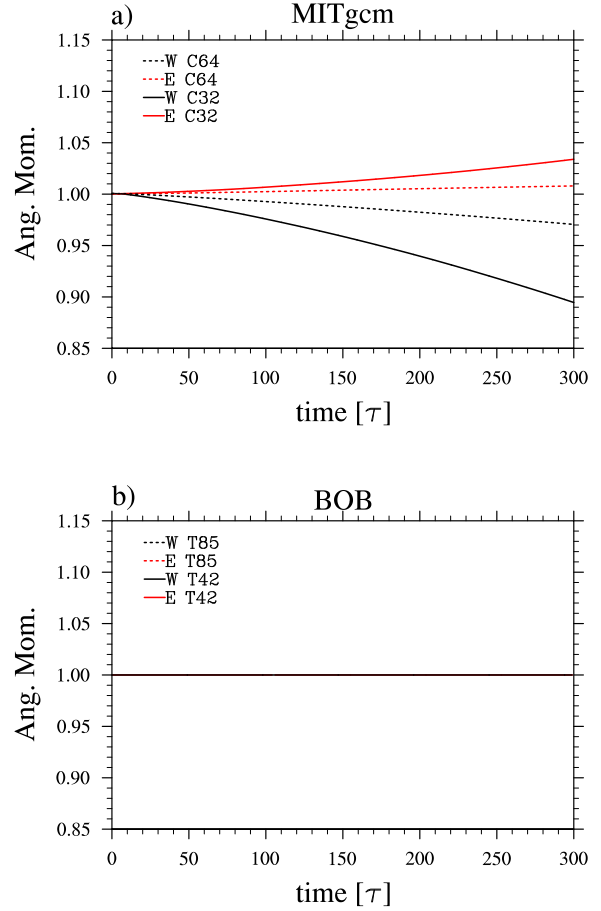 a)
MITgcm
1.15
1.10
1.05
1.00
0.95
0.90
0.85
Ang. Mom.
W C64
E C64
W C32
E C32
0 50 100 150 200 250 300
time [τ]
b)
BOB
1.15
1.10
1.05
1.00
0.95
0.90
0.85
Ang. Mom.
W T85
E T85
W T42
E T42
0 50 100 150 200 250 300
time [τ]